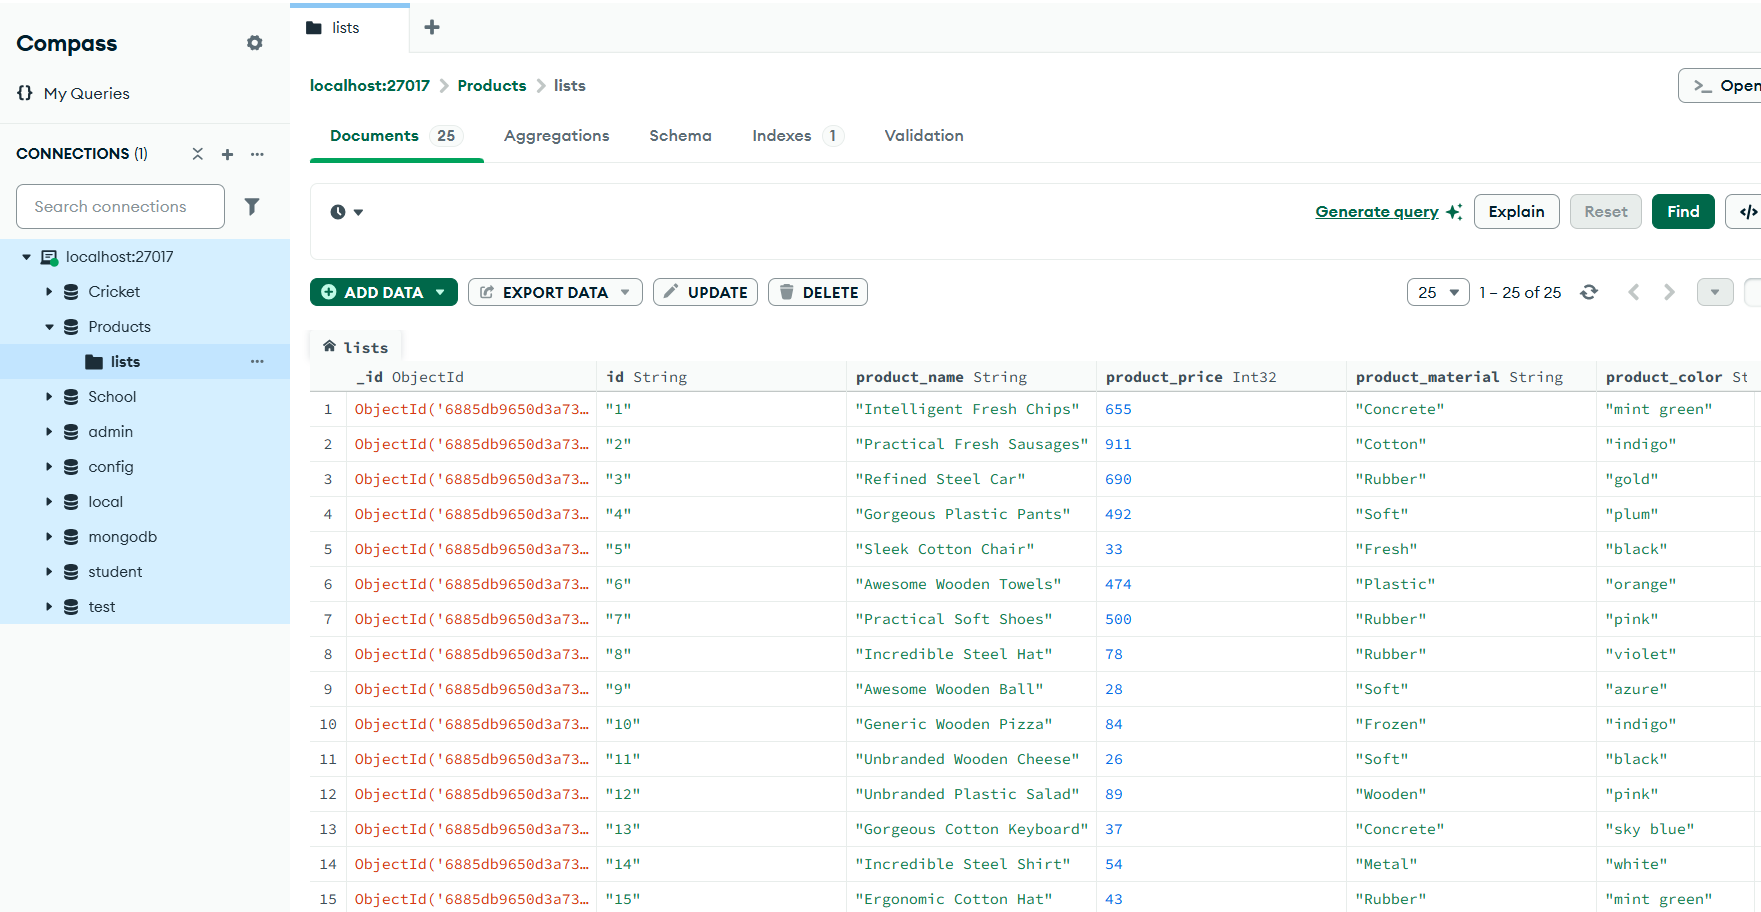 lists
Compass
My Queries
CONNECTIONS (1)
Search connections
localhost:27017
Cricket
Products
lists
School
admin
config
local
mongodb
student
test
localhost:27017 > Products > lists
>_ Open
Documents 25 Aggregations Schema Indexes 1 Validation
Generate query Explain Reset Find </>
ADD DATA EXPORT DATA UPDATE DELETE 25 1 – 25 of 25
lists
_id ObjectId id String product_name String product_price Int32 product_material String product_color St
1 ObjectId('6885db9650d3a73… "1" "Intelligent Fresh Chips" 655 "Concrete" "mint green"
2 ObjectId('6885db9650d3a73… "2" "Practical Fresh Sausages" 911 "Cotton" "indigo"
3 ObjectId('6885db9650d3a73… "3" "Refined Steel Car" 690 "Rubber" "gold"
4 ObjectId('6885db9650d3a73… "4" "Gorgeous Plastic Pants" 492 "Soft" "plum"
5 ObjectId('6885db9650d3a73… "5" "Sleek Cotton Chair" 33 "Fresh" "black"
6 ObjectId('6885db9650d3a73… "6" "Awesome Wooden Towels" 474 "Plastic" "orange"
7 ObjectId('6885db9650d3a73… "7" "Practical Soft Shoes" 500 "Rubber" "pink"
8 ObjectId('6885db9650d3a73… "8" "Incredible Steel Hat" 78 "Rubber" "violet"
9 ObjectId('6885db9650d3a73… "9" "Awesome Wooden Ball" 28 "Soft" "azure"
10 ObjectId('6885db9650d3a73… "10" "Generic Wooden Pizza" 84 "Frozen" "indigo"
11 ObjectId('6885db9650d3a73… "11" "Unbranded Wooden Cheese" 26 "Soft" "black"
12 ObjectId('6885db9650d3a73… "12" "Unbranded Plastic Salad" 89 "Wooden" "pink"
13 ObjectId('6885db9650d3a73… "13" "Gorgeous Cotton Keyboard" 37 "Concrete" "sky blue"
14 ObjectId('6885db9650d3a73… "14" "Incredible Steel Shirt" 54 "Metal" "white"
15 ObjectId('6885db9650d3a73… "15" "Ergonomic Cotton Hat" 43 "Rubber" "mint green"